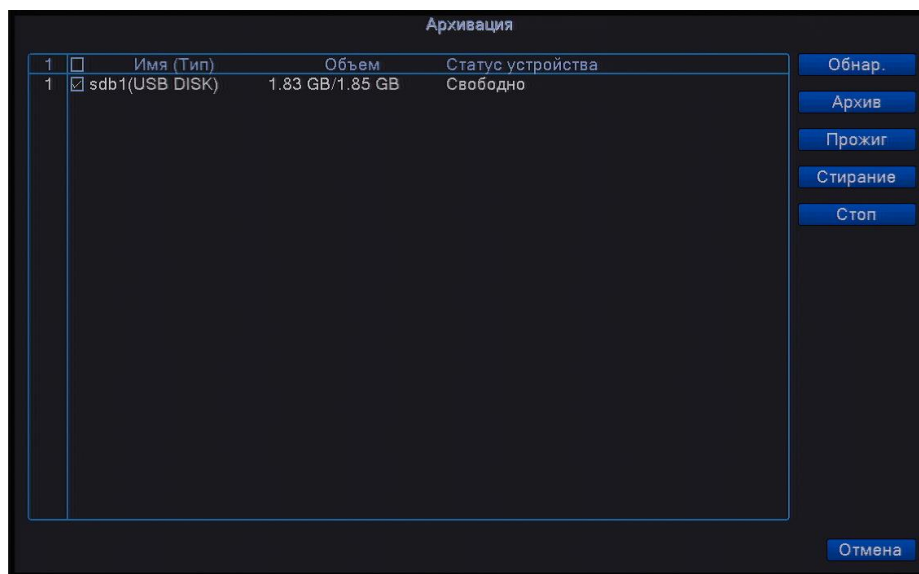 Архивация
1 Имя (Тип) Объем Статус устройства
1 sdb1(USB DISK) 1.83 GB/1.85 GB Свободно
Обнар.
Архив
Прожиг
Стирание
Стоп
Отмена